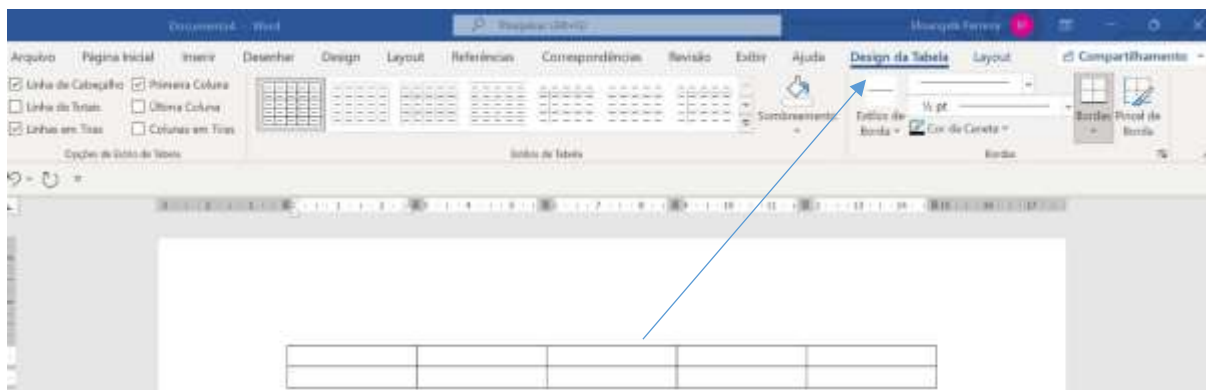 Documento4 - Word
Pesquisar (Alt+G)
Arquivo Página Inicial Inserir Desenhar Design Layout Referências Correspondências Revisão Exibir Ajuda Design da Tabela Layout Compartilhamento
Linha de Cabeçalho Primeira Coluna
Linha de Totais Última Coluna
Linhas em Tiras Colunas em Tiras
Sombreamento
Estilos de Borda
½ pt
Cor da Caneta
Bordas
Pincel de Borda
Opções de Estilo de Tabela
Estilos de Tabela
Bordas